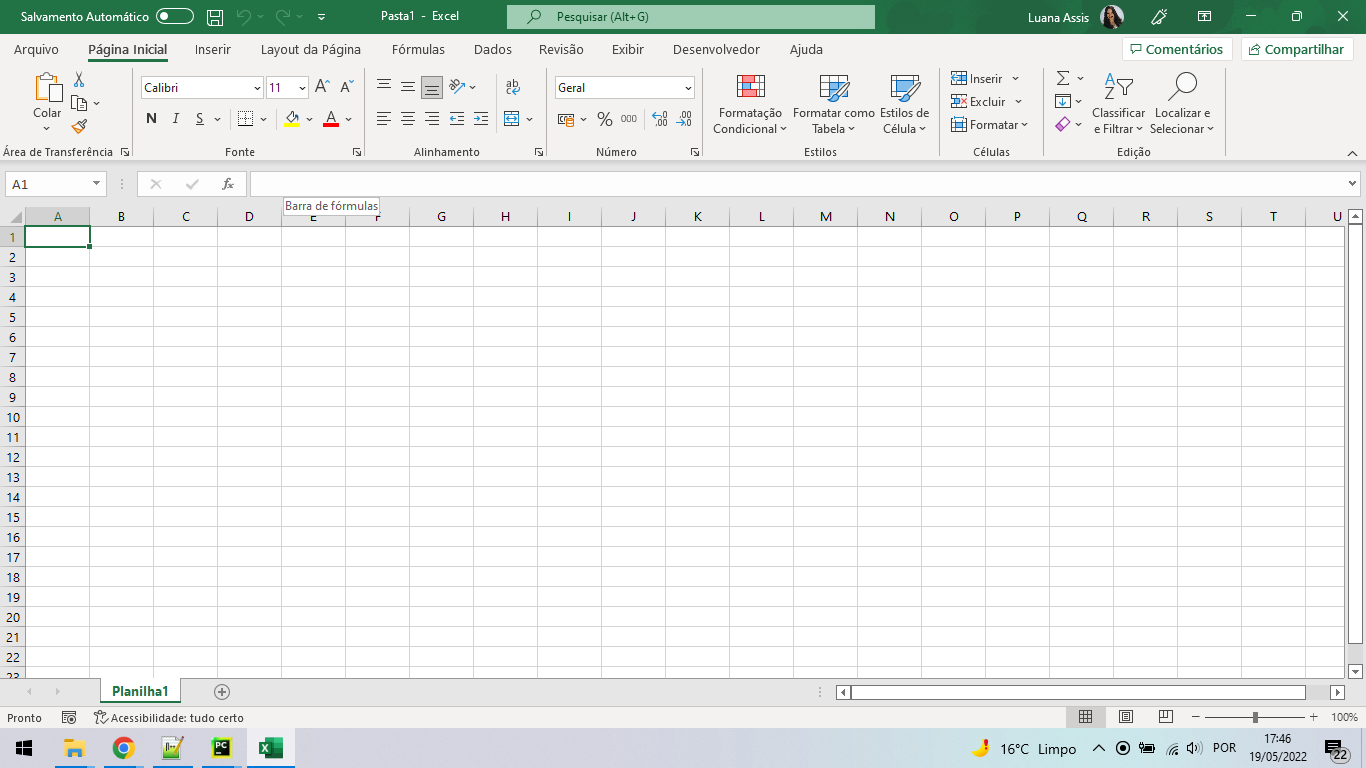 Salvamento Automático
Pasta1 - Excel
Pesquisar (Alt+G)
Luana Assis
Arquivo Página Inicial Inserir Layout da Página Fórmulas Dados Revisão Exibir Desenvolvedor Ajuda
Comentários Compartilhar
Colar
Calibri 11
N I S
A A
ab
c
Geral
% 000
Formatação
Condicional
Formatar como
Tabela
Estilos de
Célula
Inserir
Excluir
Formatar
Classificar
e Filtrar
Localizar e
Selecionar
Área de Transferência Fonte Alinhamento Número Estilos Células Edição
A1 fx
Barra de fórmulas
A B C D E F G H I J K L M N O P Q R S T U
1
2
3
4
5
6
7
8
9
10
11
12
13
14
15
16
17
18
19
20
21
22
23
Planilha1
Pronto Acessibilidade: tudo certo 100%
16°C Limpo POR 17:46
19/05/2022
22